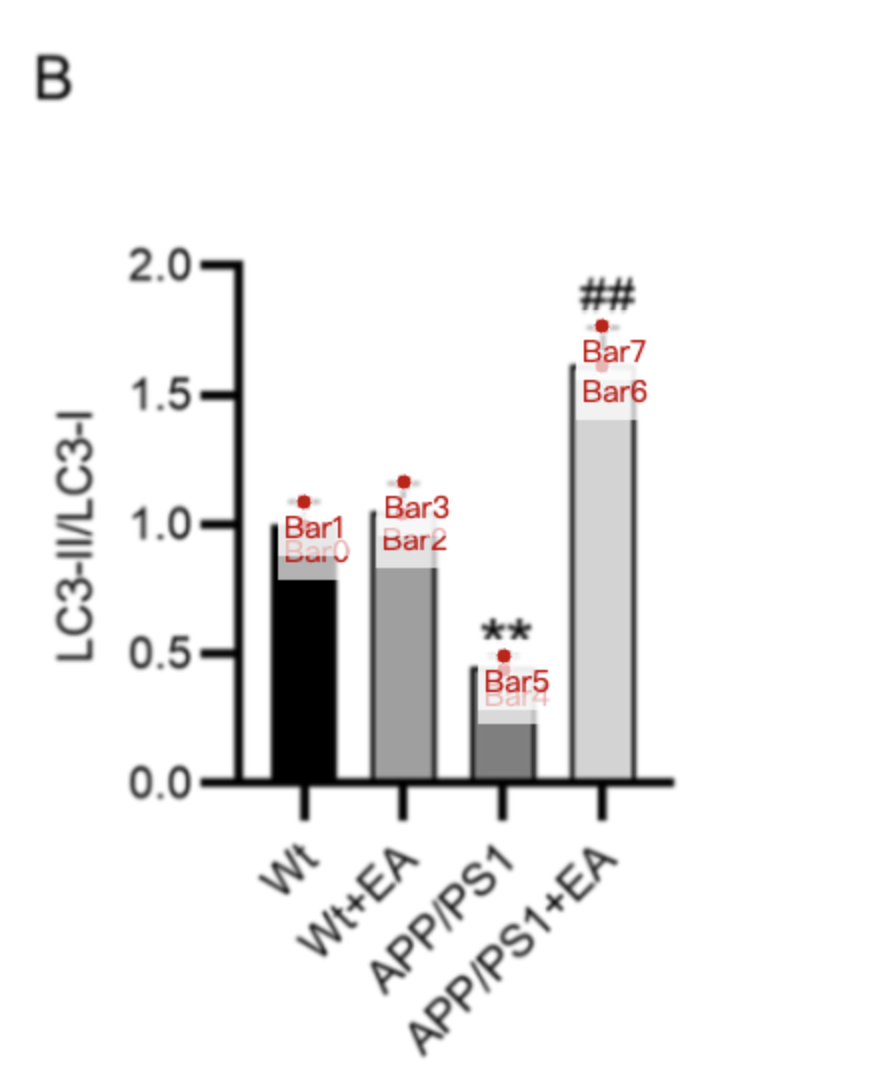 B
LC3-II/LC3-I
2.0
1.5
1.0
0.5
0.0
##
Bar7
Bar6
Bar3
Bar2
Bar1
Bar0
**
Bar5
Bar4
Wt
Wt+EA
APP/PS1
APP/PS1+EA